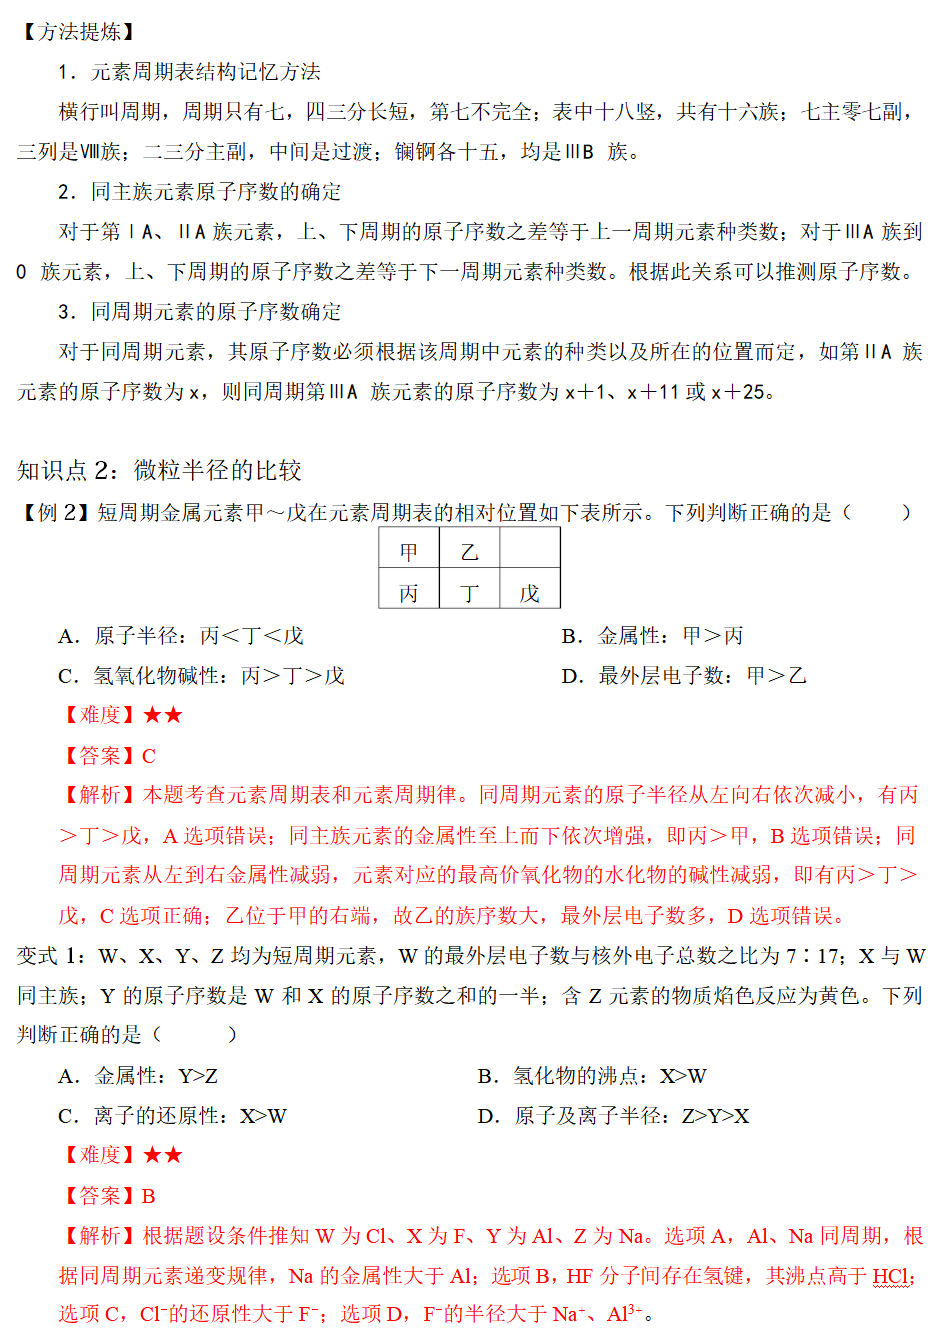 【方法提炼】
1．元素周期表结构记忆方法
横行叫周期，周期只有七，四三分长短，第七不完全；表中十八竖，共有十六族；七主零七副，
三列是Ⅷ族；二三分主副，中间是过渡；镧锕各十五，均是ⅢB 族。
2．同主族元素原子序数的确定
对于第ⅠA、ⅡA 族元素，上、下周期的原子序数之差等于上一周期元素种类数；对于ⅢA 族到
0 族元素，上、下周期的原子序数之差等于下一周期元素种类数。根据此关系可以推测原子序数。
3．同周期元素的原子序数确定
对于同周期元素，其原子序数必须根据该周期中元素的种类以及所在的位置而定，如第ⅡA 族
元素的原子序数为 x，则同周期第ⅢA 族元素的原子序数为 x＋1、x＋11 或 x＋25。
知识点 2：微粒半径的比较
【例 2】短周期金属元素甲～戊在元素周期表的相对位置如下表所示。下列判断正确的是（　　）
甲 乙
丙 丁 戊
A．原子半径：丙＜丁＜戊 B．金属性：甲＞丙
C．氢氧化物碱性：丙＞丁＞戊 D．最外层电子数：甲＞乙
【难度】★★
【答案】C
【解析】本题考查元素周期表和元素周期律。同周期元素的原子半径从左向右依次减小，有丙
＞丁＞戊，A 选项错误；同主族元素的金属性至上而下依次增强，即丙＞甲，B 选项错误；同
周期元素从左到右金属性减弱，元素对应的最高价氧化物的水化物的碱性减弱，即有丙＞丁＞
戊，C 选项正确；乙位于甲的右端，故乙的族序数大，最外层电子数多，D 选项错误。
变式 1：W、X、Y、Z 均为短周期元素，W 的最外层电子数与核外电子总数之比为 7∶17；X 与 W
同主族；Y 的原子序数是 W 和 X 的原子序数之和的一半；含 Z 元素的物质焰色反应为黄色。下列
判断正确的是（　　　）
A．金属性：Y>Z B．氢化物的沸点：X>W
C．离子的还原性：X>W D．原子及离子半径：Z>Y>X
【难度】★★
【答案】B
【解析】根据题设条件推知 W 为 Cl、X 为 F、Y 为 Al、Z 为 Na。选项 A，Al、Na 同周期，根
据同周期元素递变规律，Na 的金属性大于 Al；选项 B，HF 分子间存在氢键，其沸点高于 HCl；
选项 C，Cl⁻的还原性大于 F⁻；选项 D，F⁻的半径大于 Na⁺、Al³⁺。